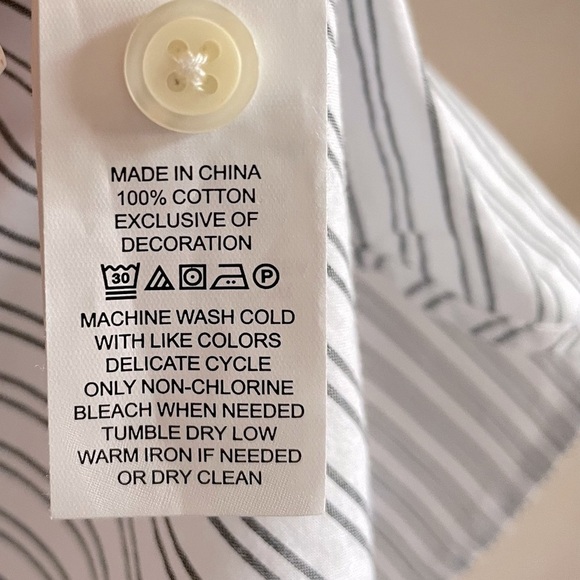 MADE IN CHINA
100% COTTON
EXCLUSIVE OF
DECORATION
30 P
MACHINE WASH COLD
WITH LIKE COLORS
DELICATE CYCLE
ONLY NON-CHLORINE
BLEACH WHEN NEEDED
TUMBLE DRY LOW
WARM IRON IF NEEDED
OR DRY CLEAN